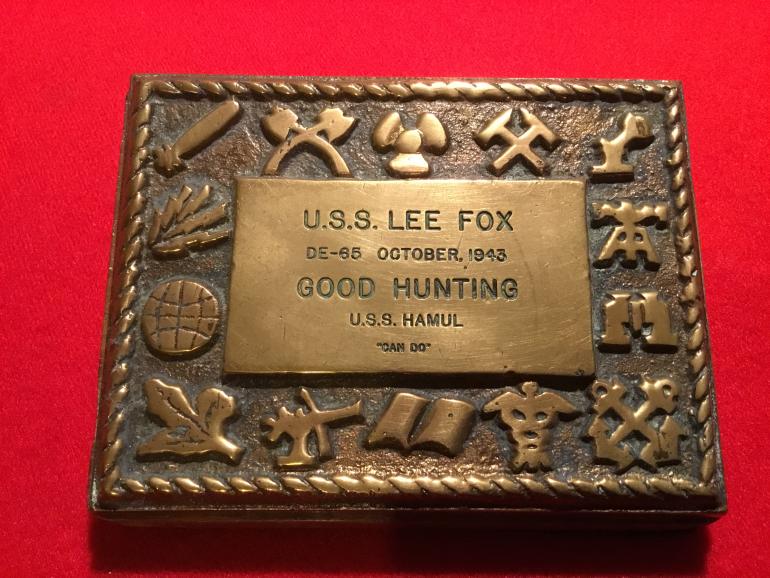 U.S.S. LEE FOX
DE-65 OCTOBER, 1943
GOOD HUNTING
U.S.S. HAMUL
"CAN DO"